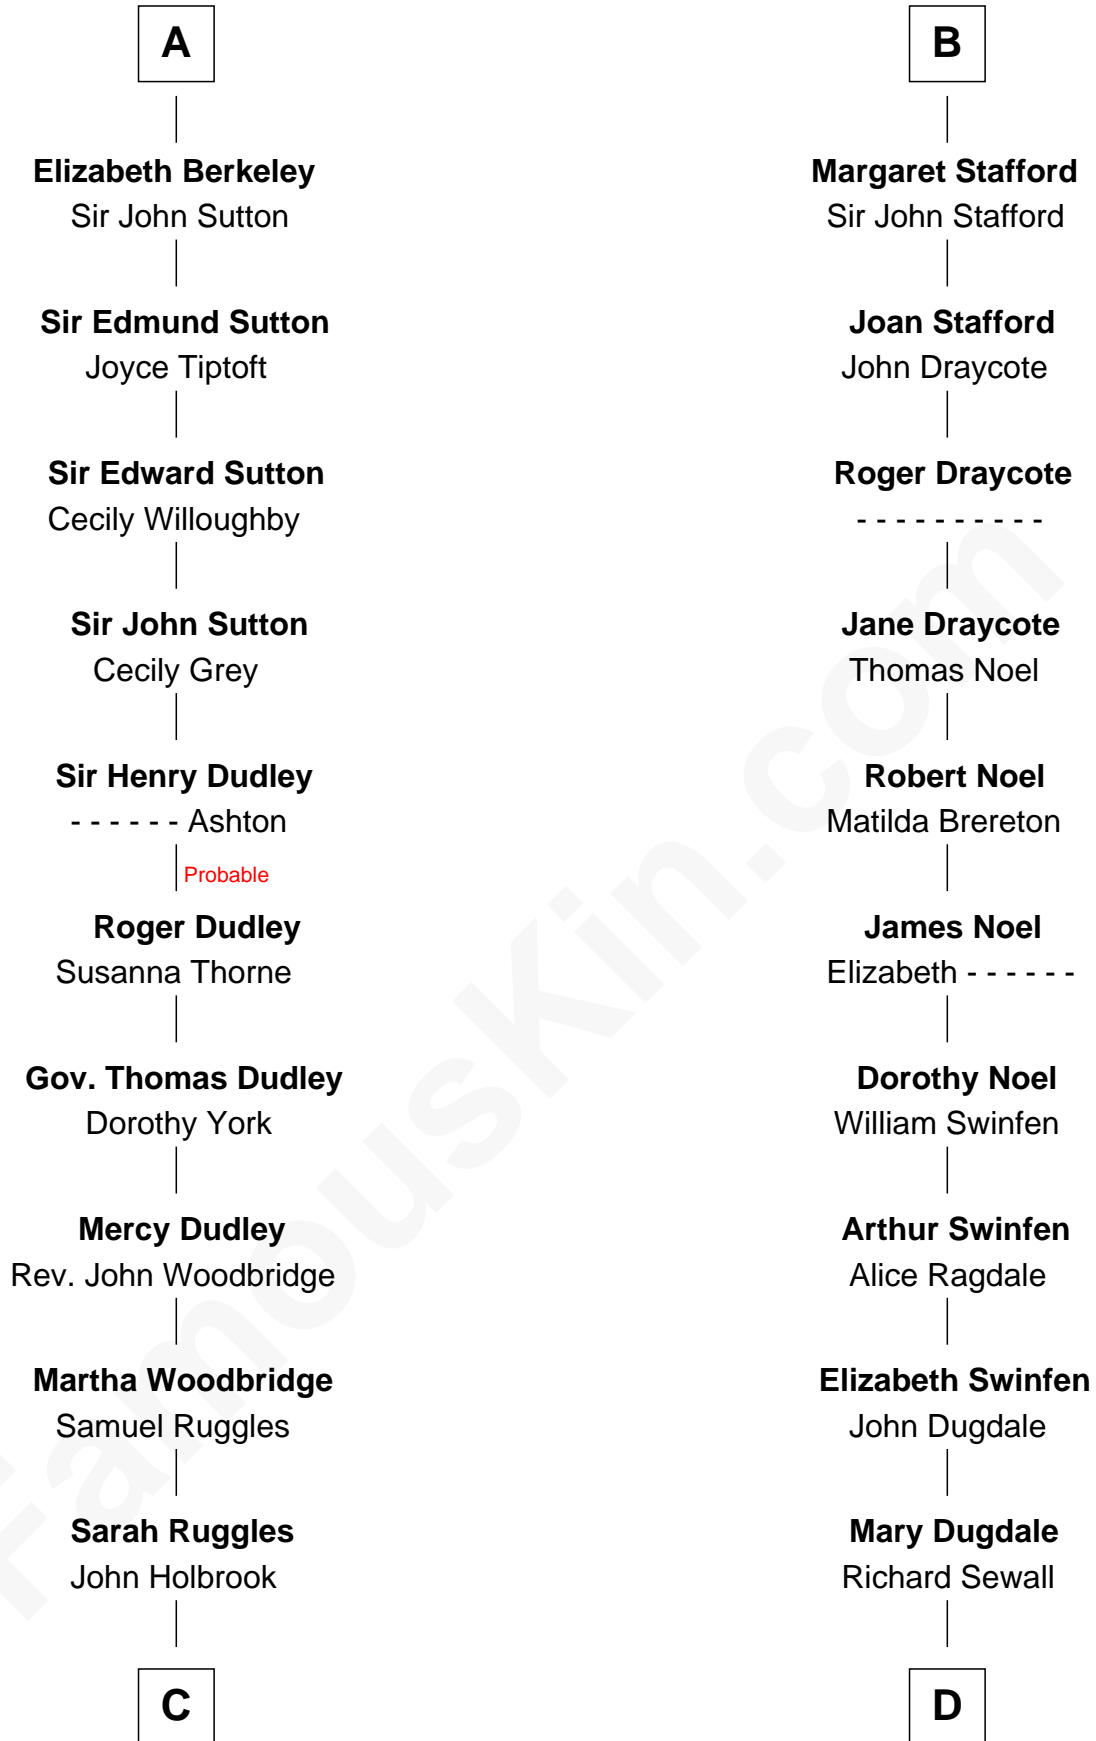 A
Elizabeth Berkeley
Sir John Sutton
Sir Edmund Sutton
Joyce Tiptoft
Sir Edward Sutton
Cecily Willoughby
Sir John Sutton
Cecily Grey
Sir Henry Dudley
- - - - - - Ashton
Probable
Roger Dudley
Susanna Thorne
Gov. Thomas Dudley
Dorothy York
Mercy Dudley
Rev. John Woodbridge
Martha Woodbridge
Samuel Ruggles
Sarah Ruggles
John Holbrook
C
B
Margaret Stafford
Sir John Stafford
Joan Stafford
John Draycote
Roger Draycote
- - - - - - - - - -
Jane Draycote
Thomas Noel
Robert Noel
Matilda Brereton
James Noel
Elizabeth - - - - - -
Dorothy Noel
William Swinfen
Arthur Swinfen
Alice Ragdale
Elizabeth Swinfen
John Dugdale
Mary Dugdale
Richard Sewall
D
FamousKin.com